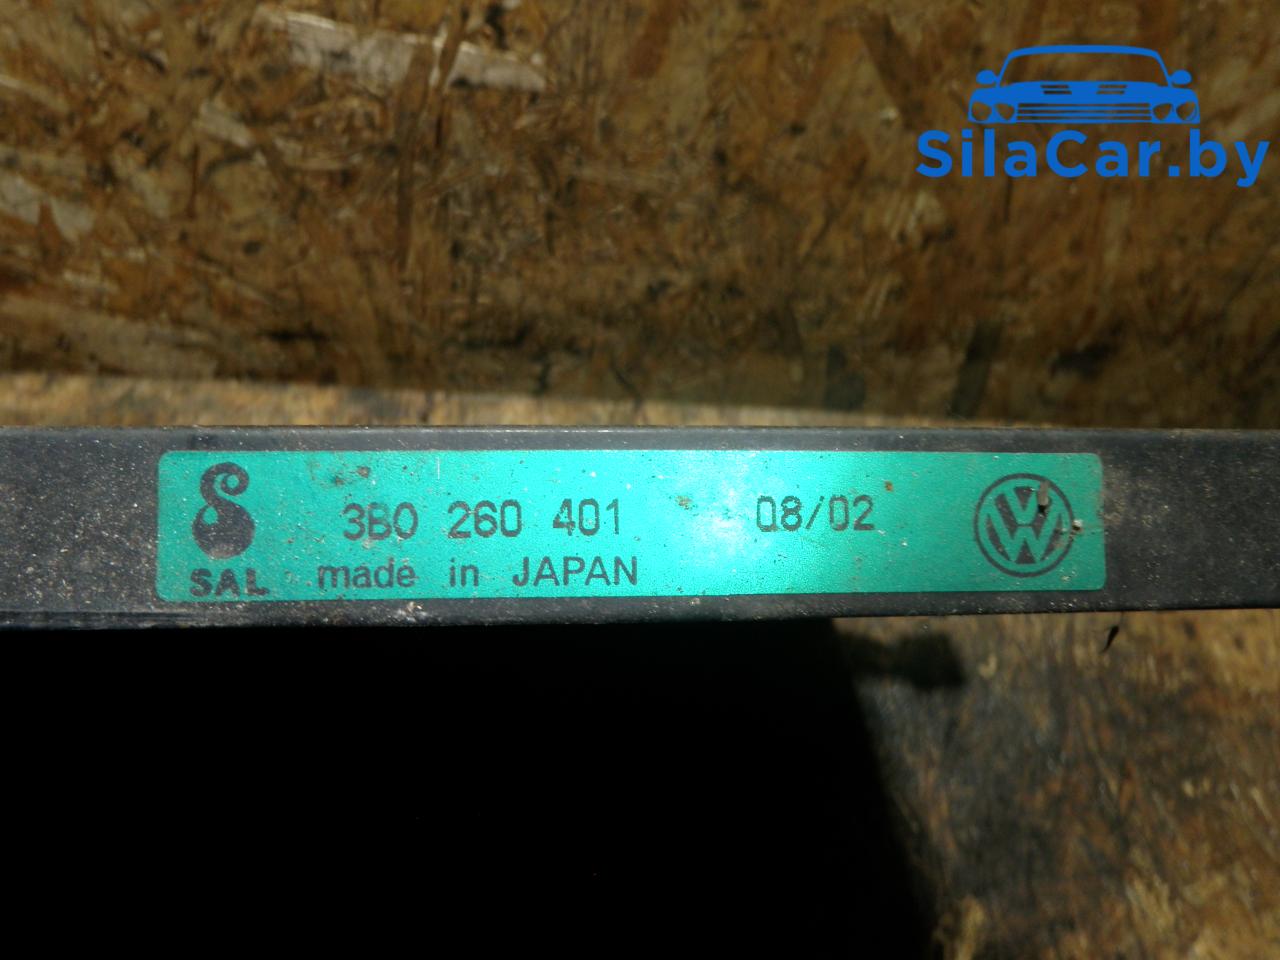 SilaCar.by
3B0 260 401 08/02
SAL made in JAPAN